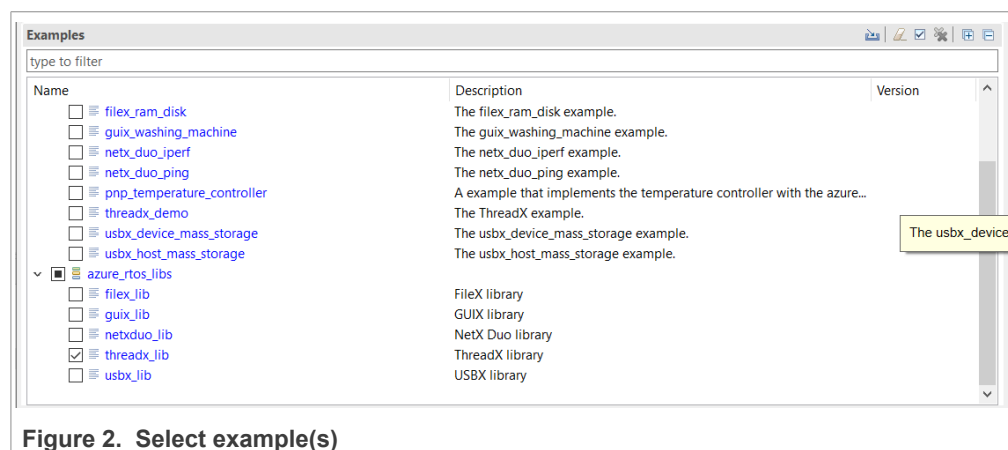 Examples
type to filter
Name Description Version
filex_ram_disk The filex_ram_disk example.
guix_washing_machine The guix_washing_machine example.
netx_duo_iperf The netx_duo_iperf example.
netx_duo_ping The netx_duo_ping example.
pnp_temperature_controller A example that implements the temperature controller with the azure...
threadx_demo The ThreadX example.
usbx_device_mass_storage The usbx_device_mass_storage example.
The usbx_device
usbx_host_mass_storage The usbx_host_mass_storage example.
azure_rtos_libs
filex_lib FileX library
guix_lib GUIX library
netxduo_lib NetX Duo library
threadx_lib ThreadX library
usbx_lib USBX library
Figure 2. Select example(s)